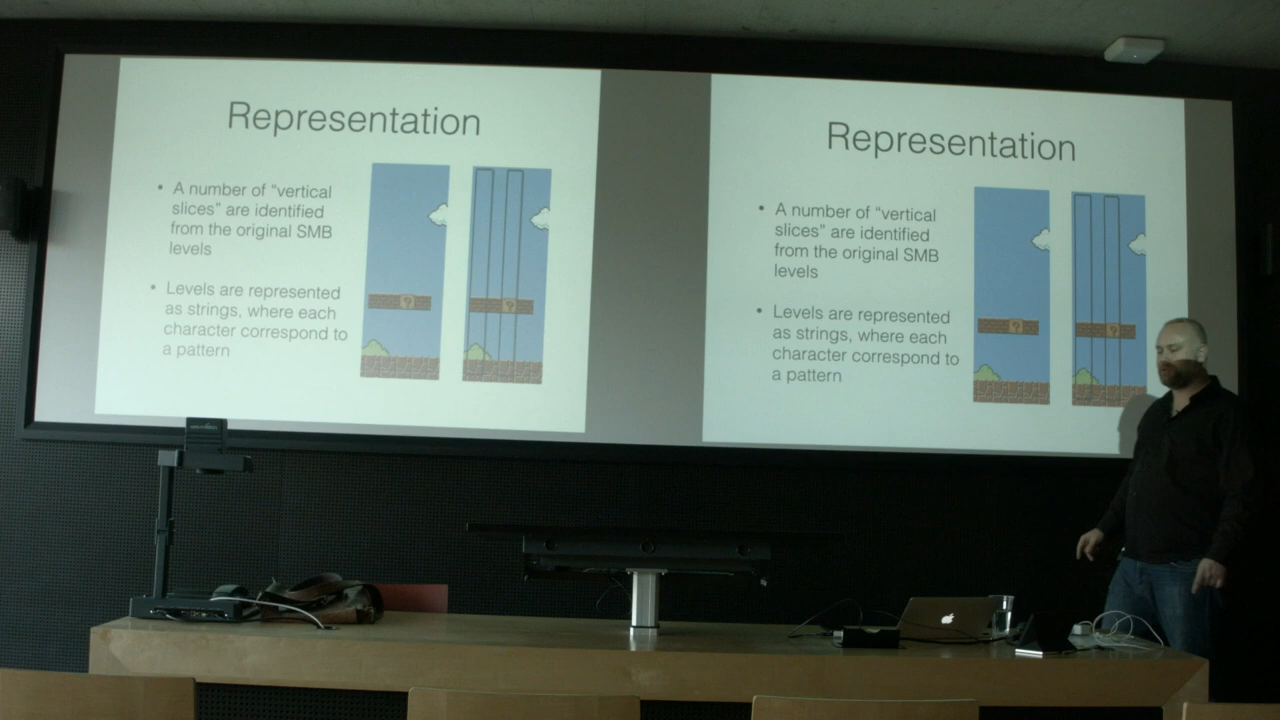 Representation
• A number of “vertical
slices” are identified
from the original SMB
levels
• Levels are represented
as strings, where each
character correspond to
a pattern
?
?
Representation
• A number of “vertical
slices” are identified
from the original SMB
levels
• Levels are represented
as strings, where each
character correspond to
a pattern
?
?